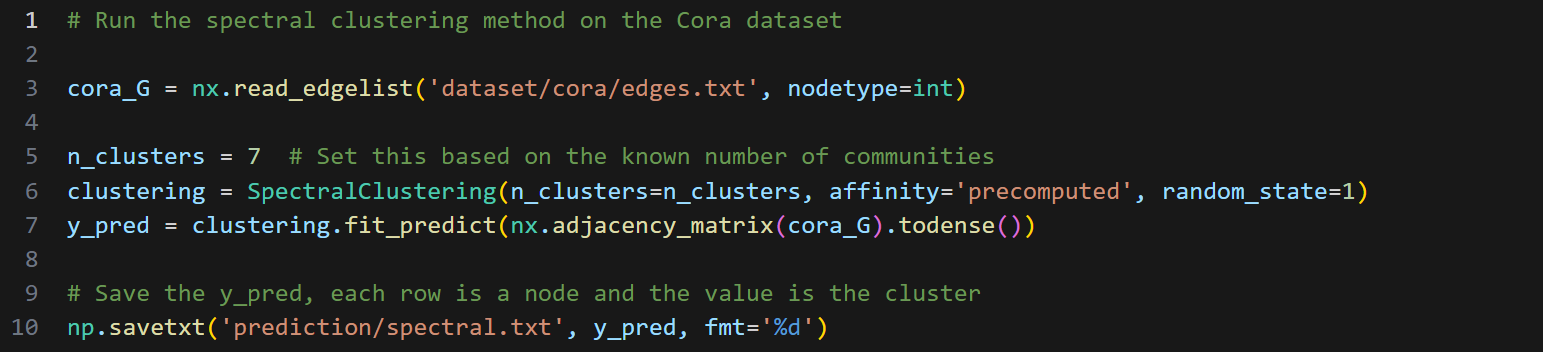 1 # Run the spectral clustering method on the Cora dataset
2
3 cora_G = nx.read_edgelist('dataset/cora/edges.txt', nodetype=int)
4
5 n_clusters = 7  # Set this based on the known number of communities
6 clustering = SpectralClustering(n_clusters=n_clusters, affinity='precomputed', random_state=1)
7 y_pred = clustering.fit_predict(nx.adjacency_matrix(cora_G).todense())
8
9 # Save the y_pred, each row is a node and the value is the cluster
10 np.savetxt('prediction/spectral.txt', y_pred, fmt='%d')